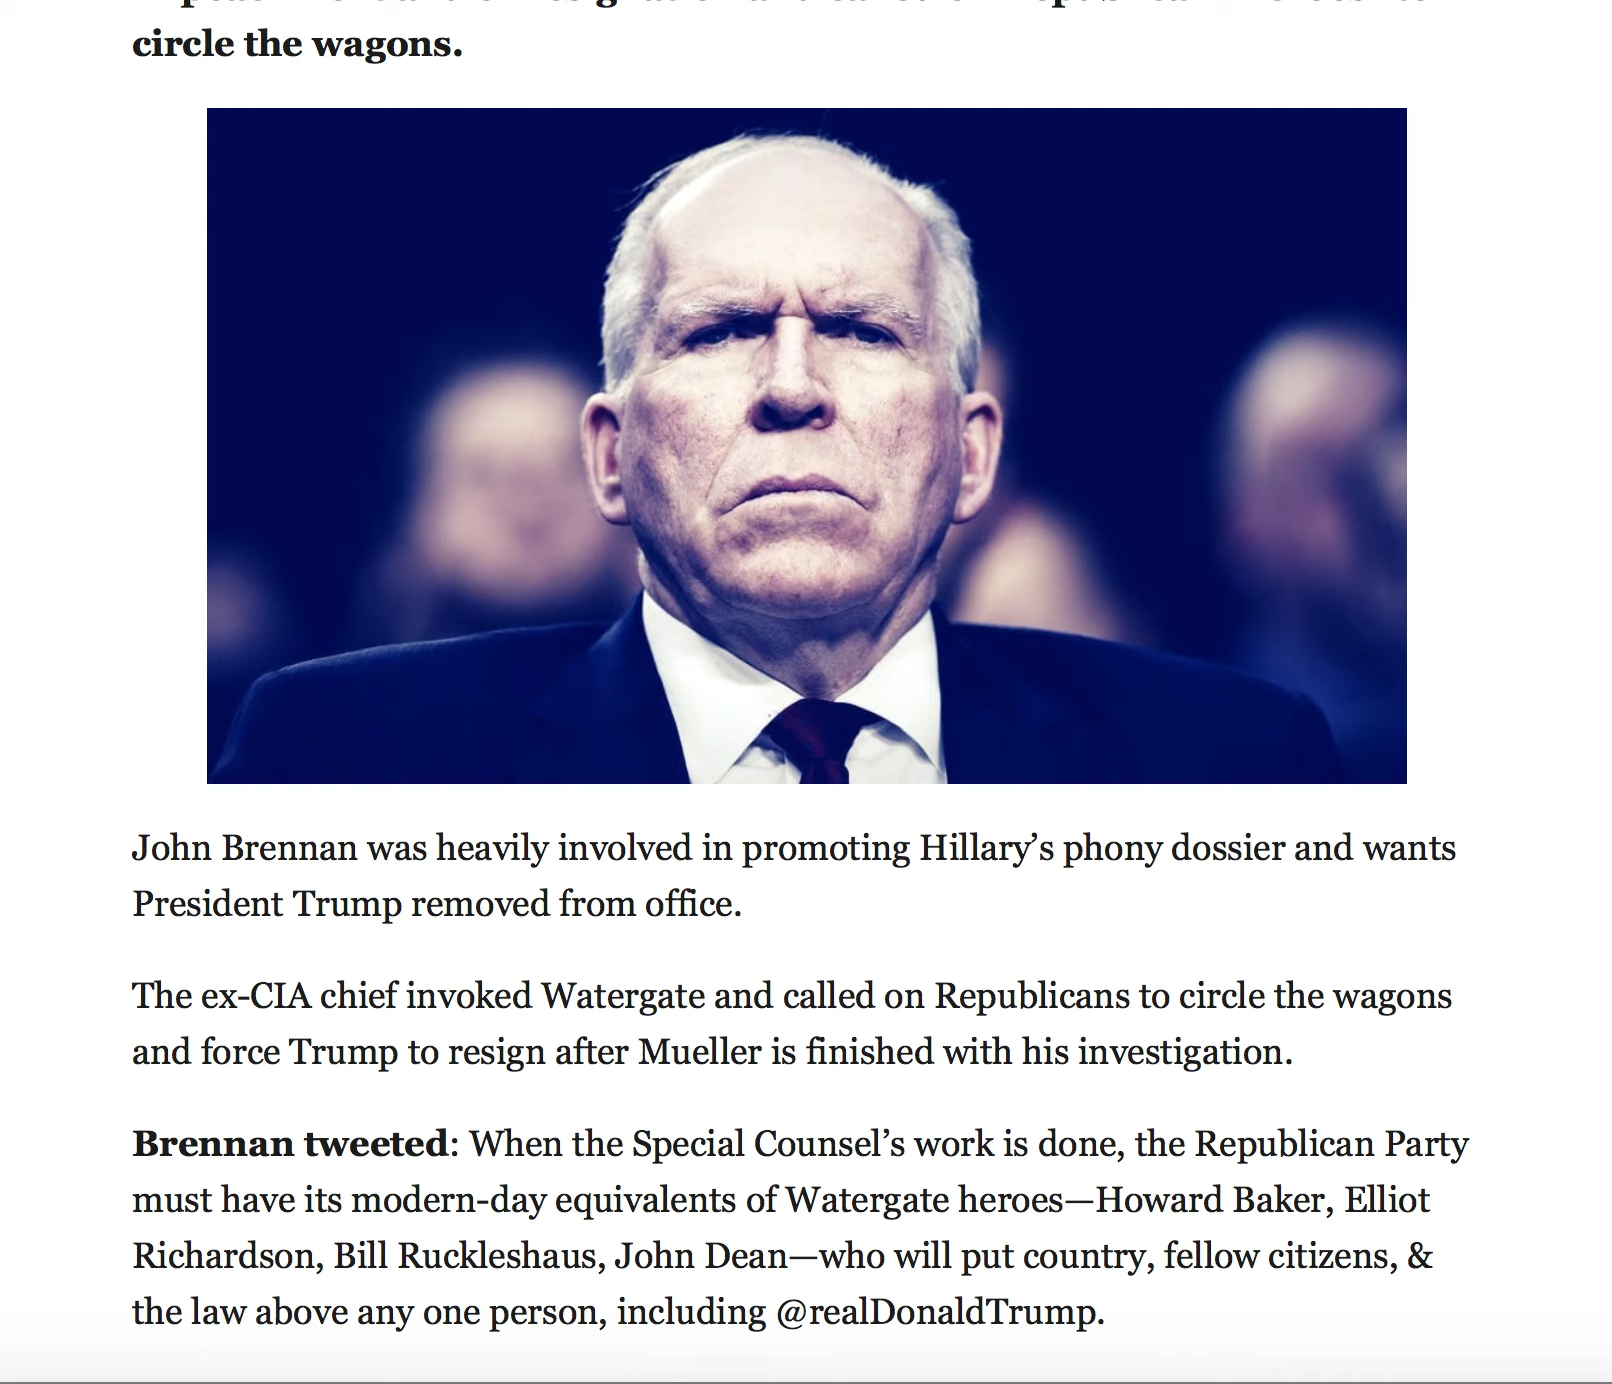 circle the wagons.
John Brennan was heavily involved in promoting Hillary’s phony dossier and wants
President Trump removed from office.
The ex-CIA chief invoked Watergate and called on Republicans to circle the wagons
and force Trump to resign after Mueller is finished with his investigation.
Brennan tweeted: When the Special Counsel’s work is done, the Republican Party
must have its modern-day equivalents of Watergate heroes—Howard Baker, Elliot
Richardson, Bill Ruckleshaus, John Dean—who will put country, fellow citizens, &
the law above any one person, including @realDonaldTrump.